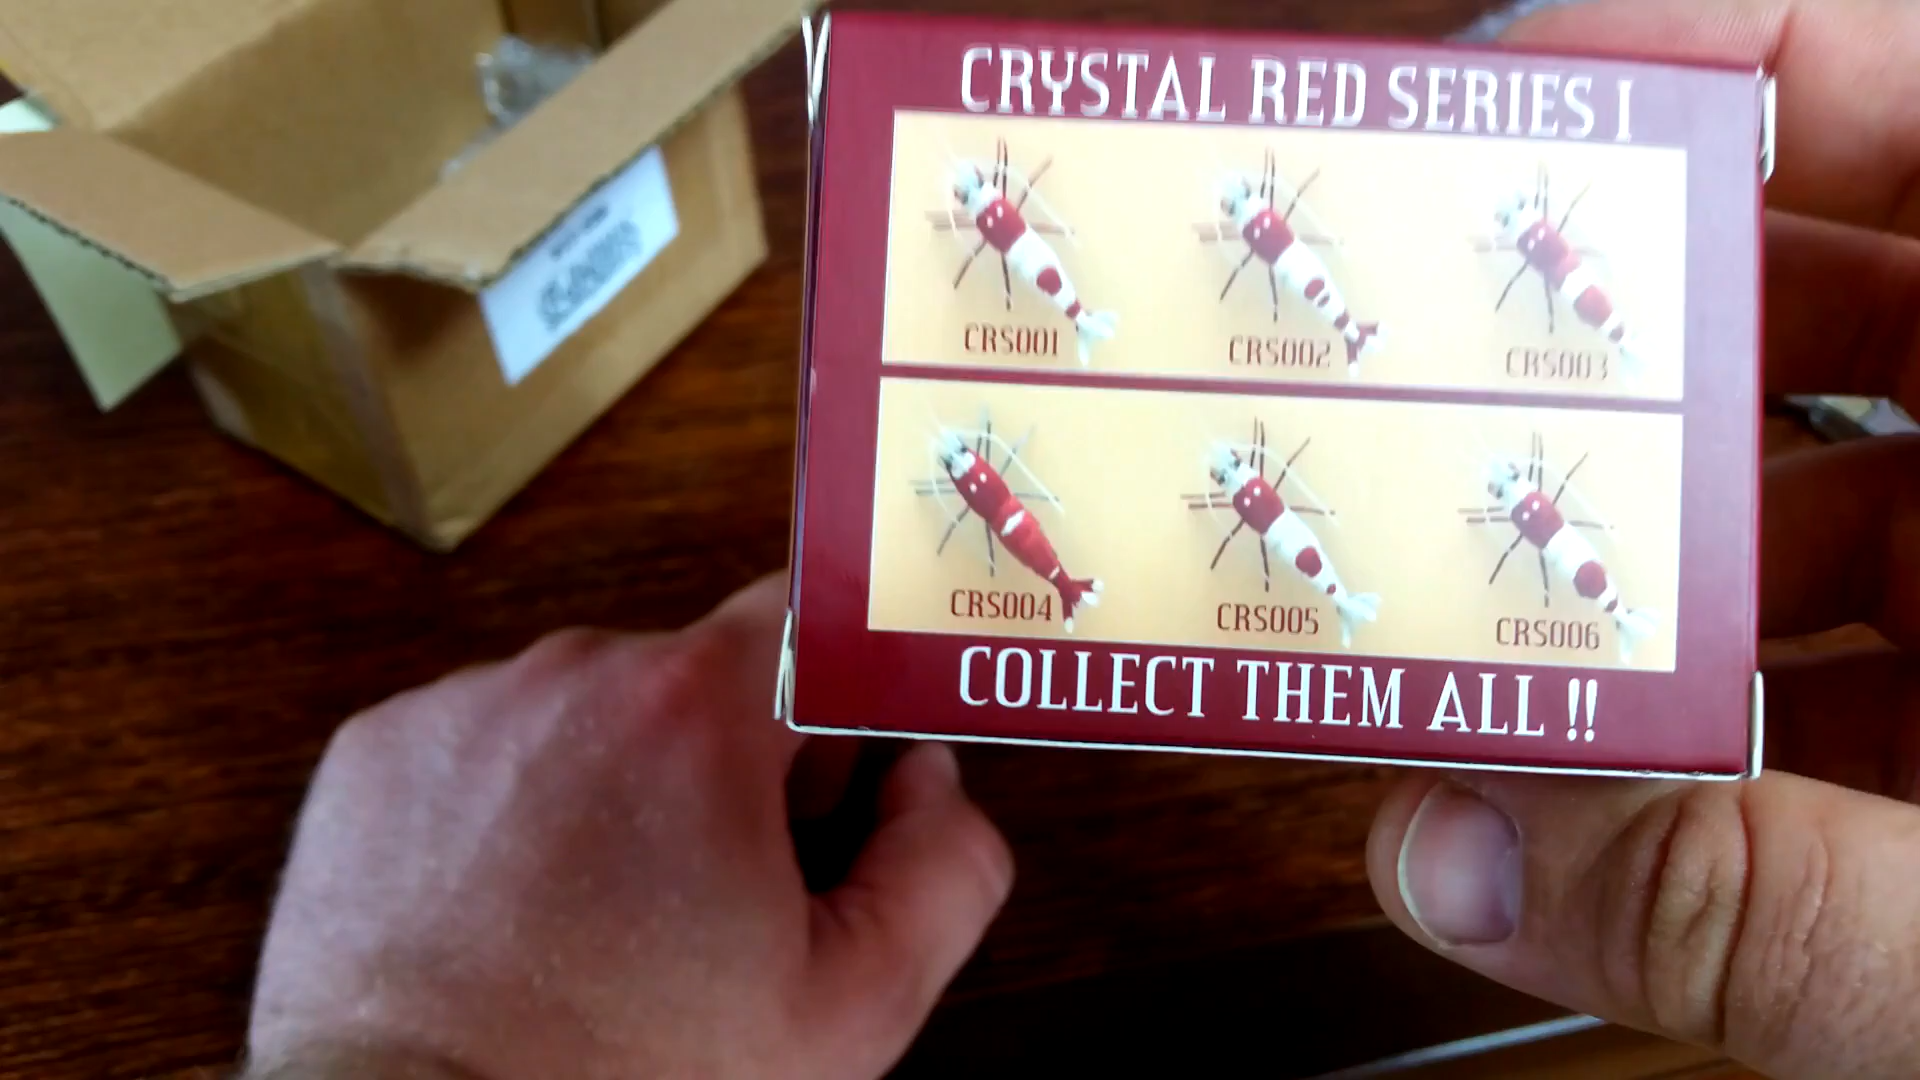 CRYSTAL RED SERIES I
CRS001 CRS002 CRS003
CRS004 CRS005 CRS006
COLLECT THEM ALL !!